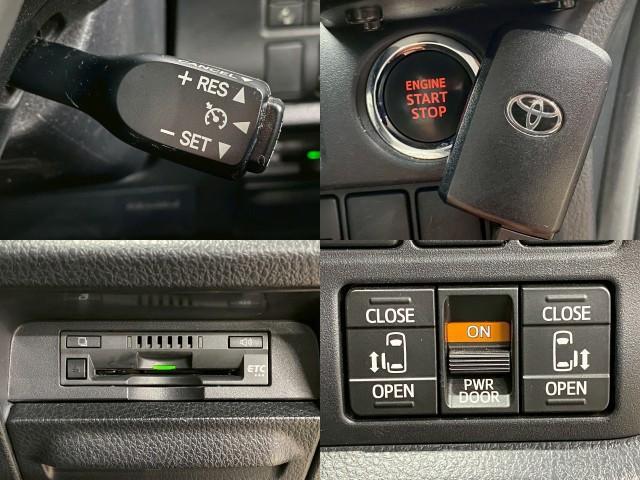 CANCEL
+ RES
− SET
ENGINE
START
STOP
ETC
CLOSE
OPEN
ON
PWR
DOOR
CLOSE
OPEN